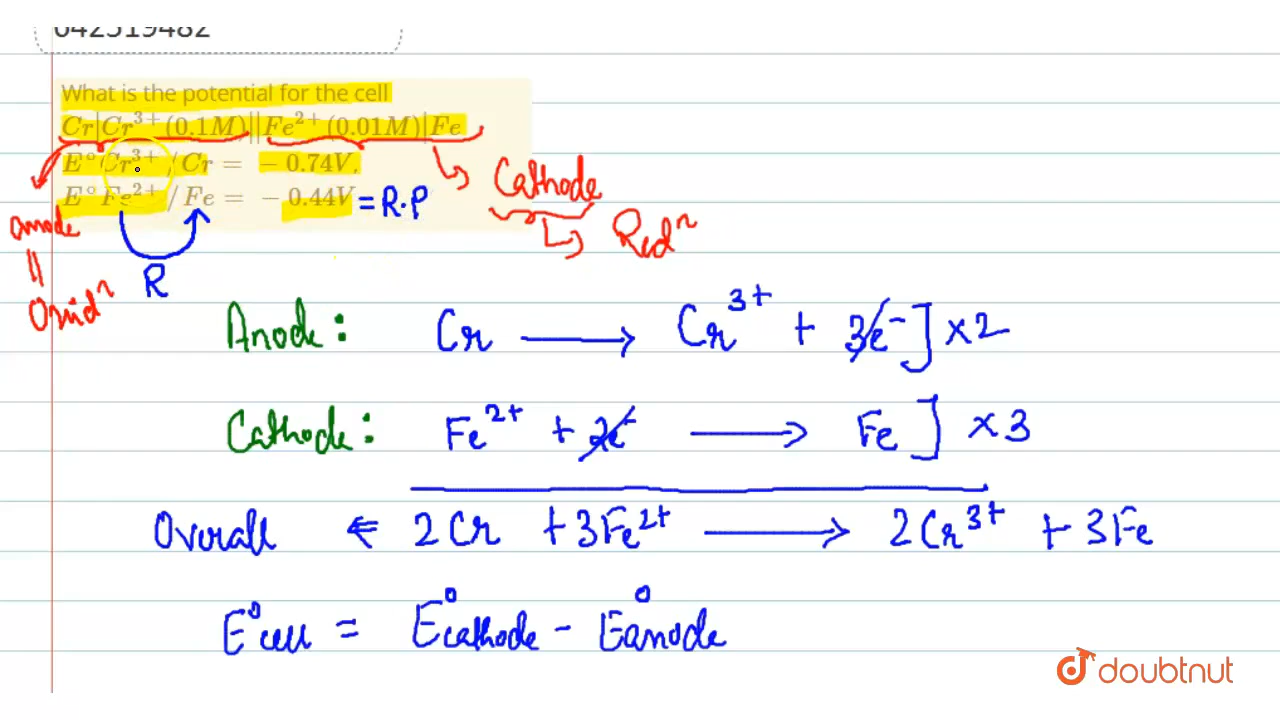 642519482
What is the potential for the cell
Cr|Cr³⁺(0.1M)||Fe²⁺(0.01M)|Fe
E°Cr³⁺/Cr = −0.74V,
E°Fe²⁺/Fe = −0.44V = R.P
Cathode
Redⁿ
anode
Oxidⁿ
R
Anode: Cr ⟶ Cr³⁺ + 3e⁻] ×2
Cathode: Fe²⁺ + 2e⁻ ⟶ Fe] ×3
Overall ⇐ 2Cr + 3Fe²⁺ ⟶ 2Cr³⁺ + 3Fe
E°cell = E°cathode − E°anode
doubtnut